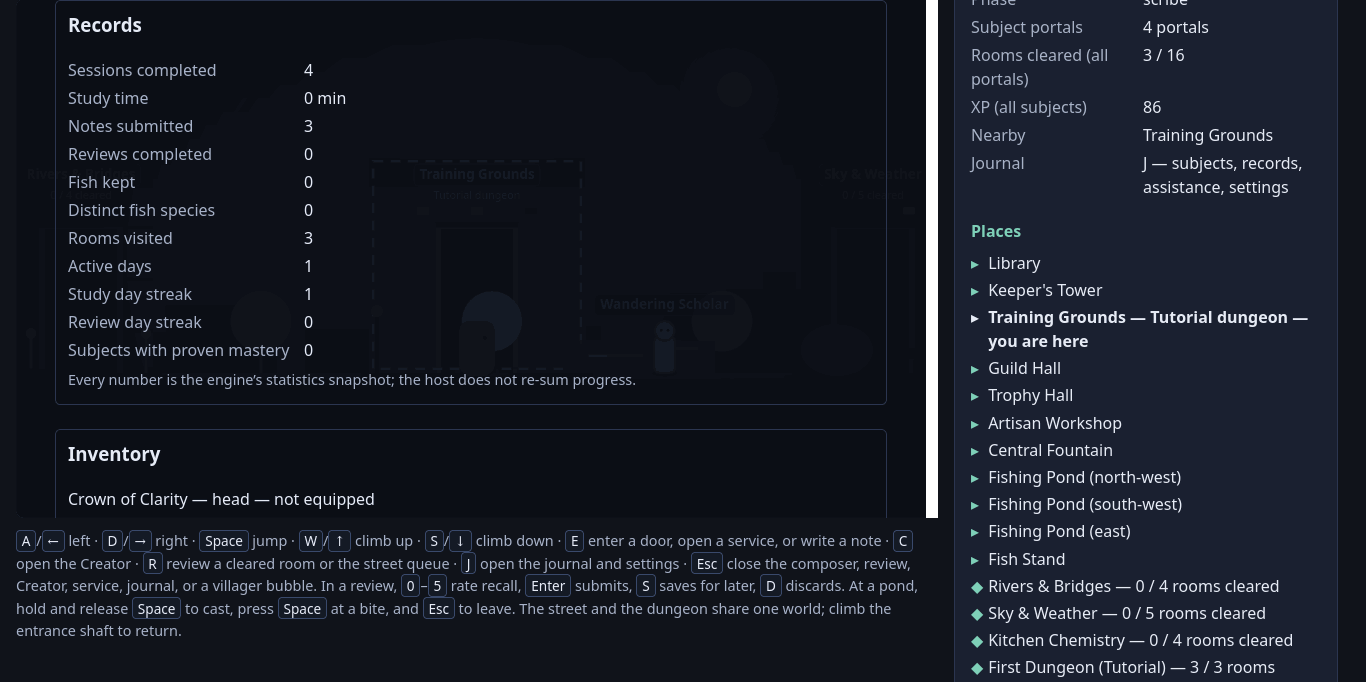 Records
Sessions completed 4
Study time 0 min
Notes submitted 3
Reviews completed 0
Fish kept 0
Distinct fish species 0
Rooms visited 3
Active days 1
Study day streak 1
Review day streak 0
Subjects with proven mastery 0
Every number is the engine’s statistics snapshot; the host does not re-sum progress.
Training Grounds
Tutorial dungeon
Wandering Scholar
Inventory
Crown of Clarity — head — not equipped
A/← left · D/→ right · Space jump · W/↑ climb up · S/↓ climb down · E enter a door, open a service, or write a note · C
open the Creator · R review a cleared room or the street queue · J open the journal and settings · Esc close the composer, review,
Creator, service, journal, or a villager bubble. In a review, 0–5 rate recall, Enter submits, S saves for later, D discards. At a pond,
hold and release Space to cast, press Space at a bite, and Esc to leave. The street and the dungeon share one world; climb the
entrance shaft to return.
Phase scribe
Subject portals 4 portals
Rooms cleared (all 3 / 16
portals)
XP (all subjects) 86
Nearby Training Grounds
Journal J — subjects, records,
assistance, settings
Places
▸ Library
▸ Keeper's Tower
▸ Training Grounds — Tutorial dungeon —
you are here
▸ Guild Hall
▸ Trophy Hall
▸ Artisan Workshop
▸ Central Fountain
▸ Fishing Pond (north-west)
▸ Fishing Pond (south-west)
▸ Fishing Pond (east)
▸ Fish Stand
◆ Rivers & Bridges — 0 / 4 rooms cleared
◆ Sky & Weather — 0 / 5 rooms cleared
◆ Kitchen Chemistry — 0 / 4 rooms cleared
◆ First Dungeon (Tutorial) — 3 / 3 rooms